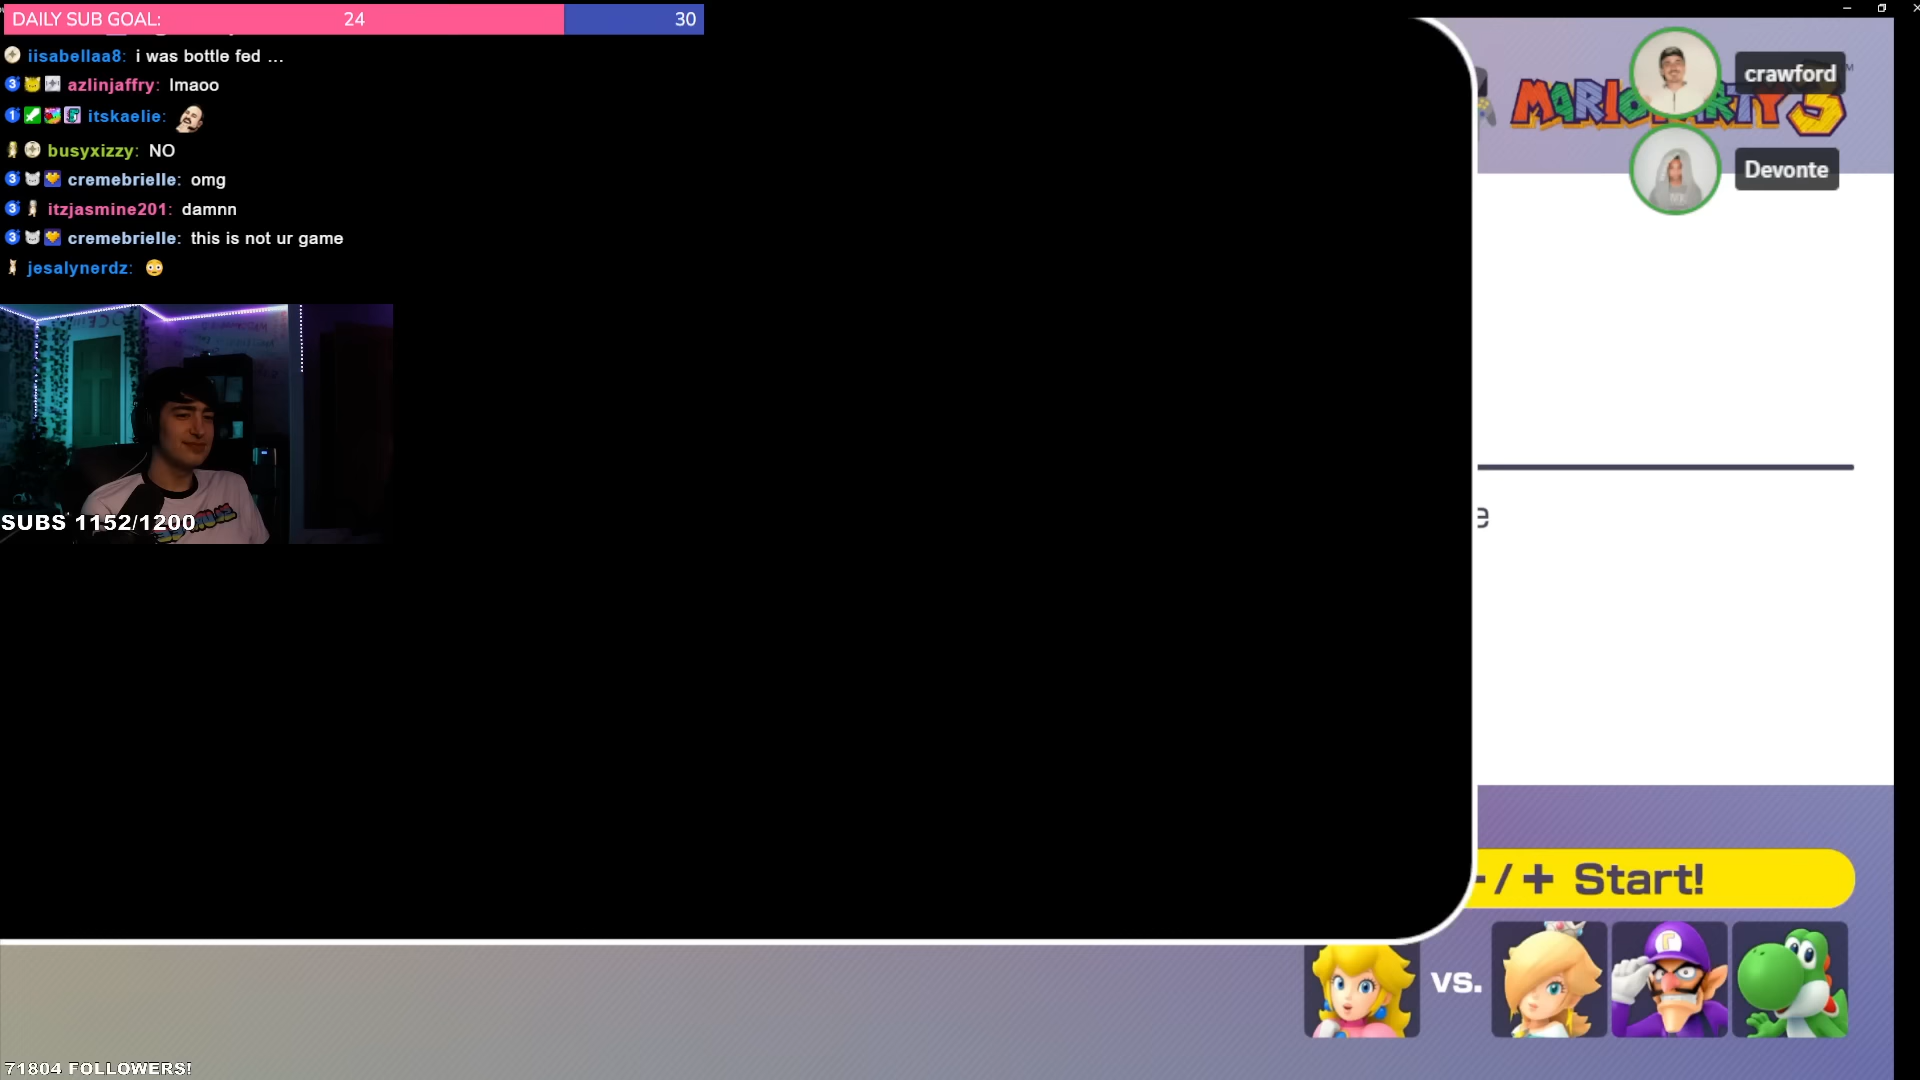 DAILY SUB GOAL: 24 30
iisabellaa8: i was bottle fed ...
azlinjaffry: lmaoo
itskaelie:
busyxizzy: NO
cremebrielle: omg
itzjasmine201: damnn
cremebrielle: this is not ur game
jesalynerdz: 😳
crawford
Devonte
SUBS 1152/1200
e
/ + Start!
vs.
71804 FOLLOWERS!